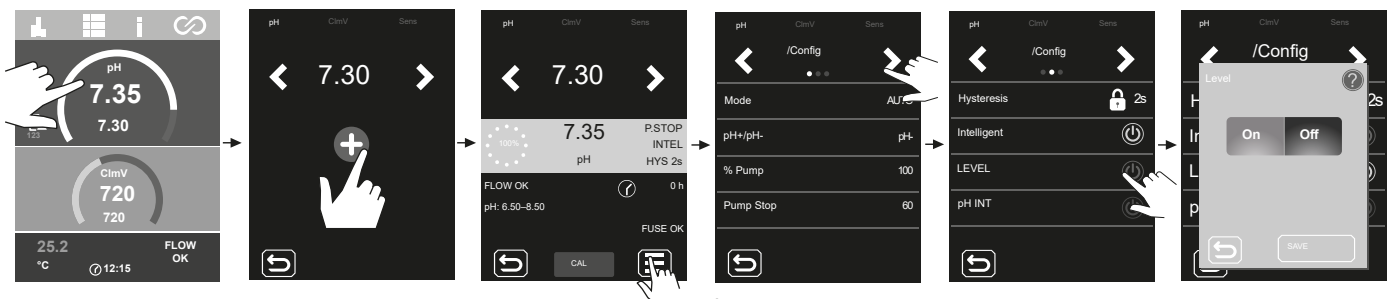 pH
7.35
7.30
123
ClmV
720
720
25.2
°C
12:15
FLOW
OK
pH ClmV Sens
7.30
pH ClmV Sens
7.30
100%
7.35
pH
P.STOP
INTEL
HYS 2s
FLOW OK
0 h
pH: 6.50–8.50
FUSE OK
CAL
pH ClmV Sens
/Config
Mode AUTO
pH+/pH- pH-
% Pump 100
Pump Stop 60
pH ClmV Sens
/Config
Hysteresis 2s
Intelligent
LEVEL
pH INT
pH ClmV Sens
/Config
Level
?
H 2s
On Off
L
p
SAVE